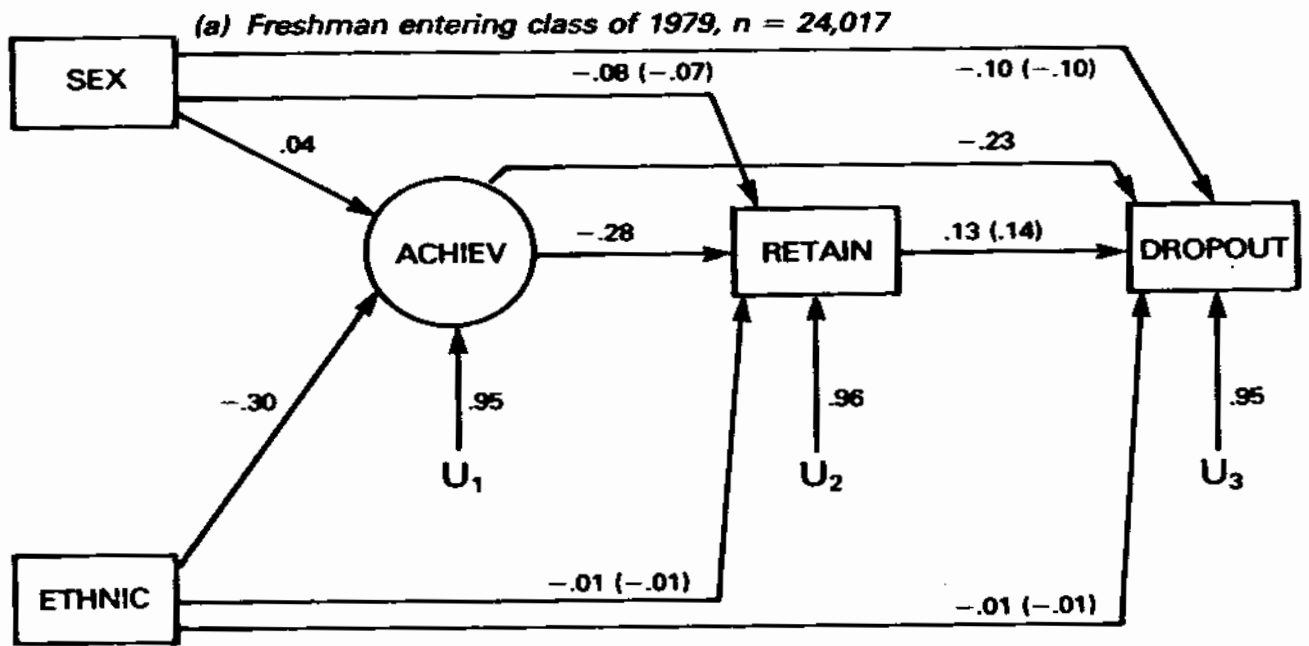 (a) Freshman entering class of 1979, n = 24,017
SEX
-.08 (-.07)
-.10 (-.10)
.04
-.23
ACHIEV
-.28
RETAIN
.13 (.14)
DROPOUT
-.30
.95
.96
.95
U1
U2
U3
ETHNIC
-.01 (-.01)
-.01 (-.01)